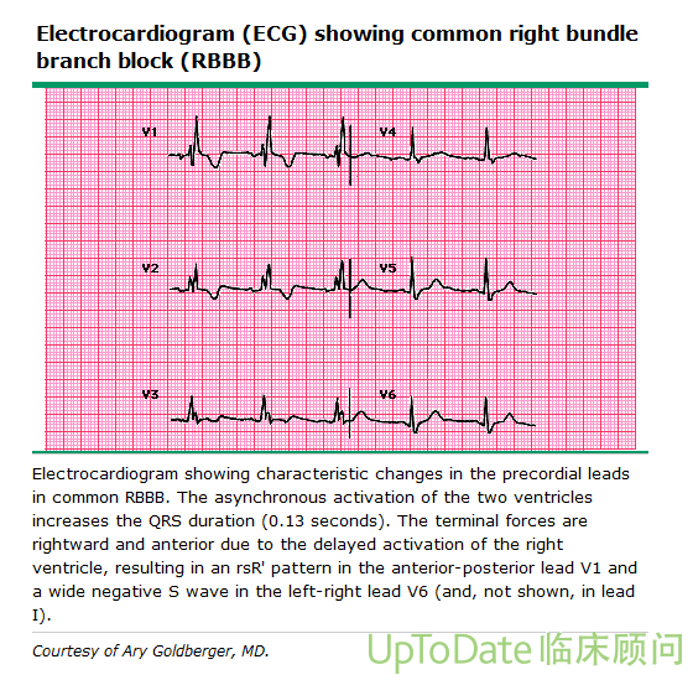 Electrocardiogram (ECG) showing common right bundle
branch block (RBBB)
V1
V4
V2
V5
V3
V6
Electrocardiogram showing characteristic changes in the precordial leads
in common RBBB. The asynchronous activation of the two ventricles
increases the QRS duration (0.13 seconds). The terminal forces are
rightward and anterior due to the delayed activation of the right
ventricle, resulting in an rsR' pattern in the anterior-posterior lead V1 and
a wide negative S wave in the left-right lead V6 (and, not shown, in lead
I).
Courtesy of Ary Goldberger, MD.
UpToDate 临床顾问